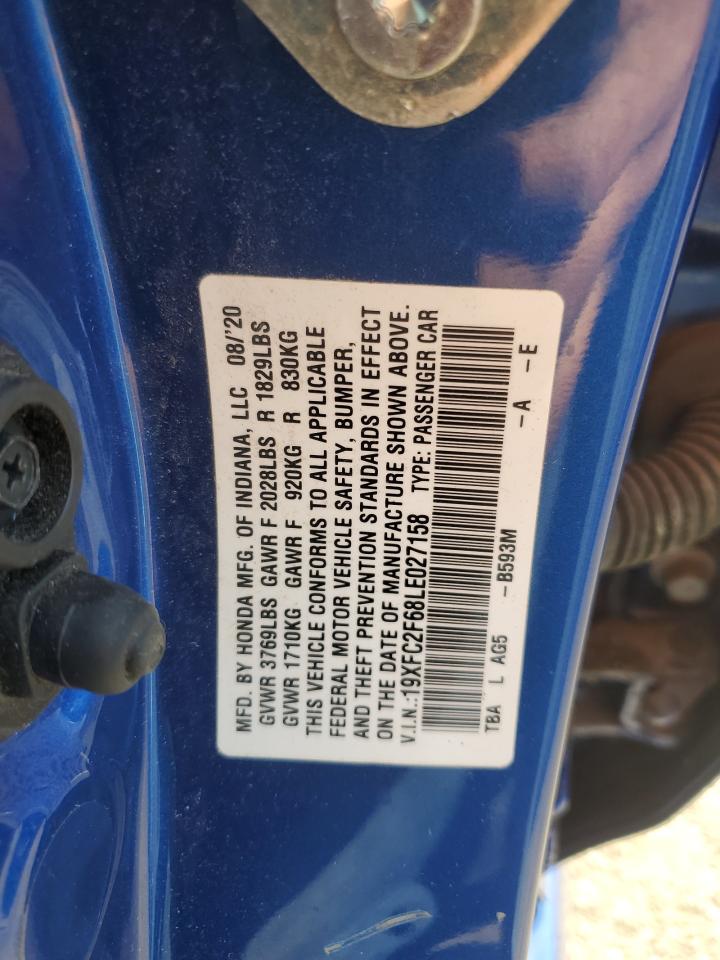 MFD. BY HONDA MFG. OF INDIANA, LLC 08/'20
GVWR 3769LBS GAWR F 2028LBS R 1829LBS
GVWR 1710KG GAWR F 920KG R 830KG
THIS VEHICLE CONFORMS TO ALL APPLICABLE
FEDERAL MOTOR VEHICLE SAFETY, BUMPER,
AND THEFT PREVENTION STANDARDS IN EFFECT
ON THE DATE OF MANUFACTURE SHOWN ABOVE.
V.I.N.:19XFC2F68LE027158 TYPE: PASSENGER CAR
TBA L AG5 -B593M -A -E